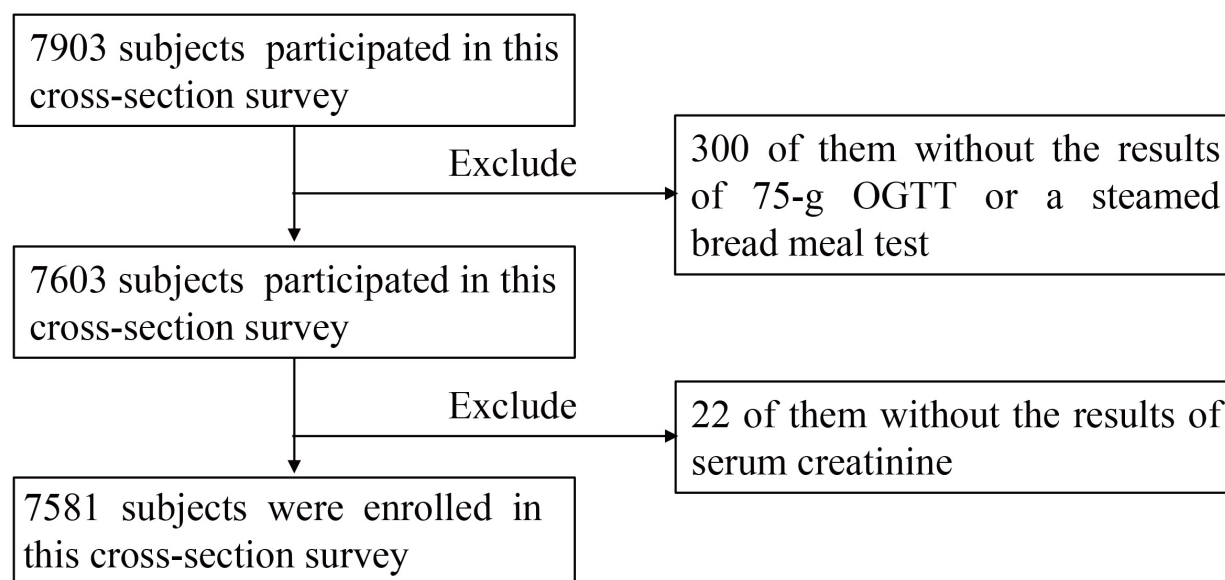 7903 subjects participated in this
cross-section survey
Exclude
300 of them without the results
of 75-g OGTT or a steamed
bread meal test
7603 subjects participated in this
cross-section survey
Exclude
22 of them without the results of
serum creatinine
7581 subjects were enrolled in
this cross-section survey